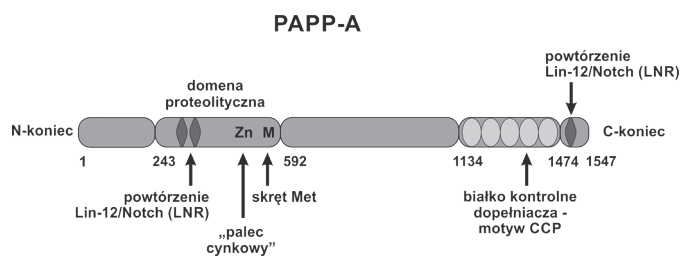 PAPP-A
powtórzenie
Lin-12/Notch (LNR)
domena
proteolityczna
N-koniec
Zn
M
C-koniec
1
243
592
1134
1474
1547
powtórzenie
Lin-12/Notch (LNR)
skręt Met
„palec
cynkowy”
białko kontrolne
dopełniacza -
motyw CCP